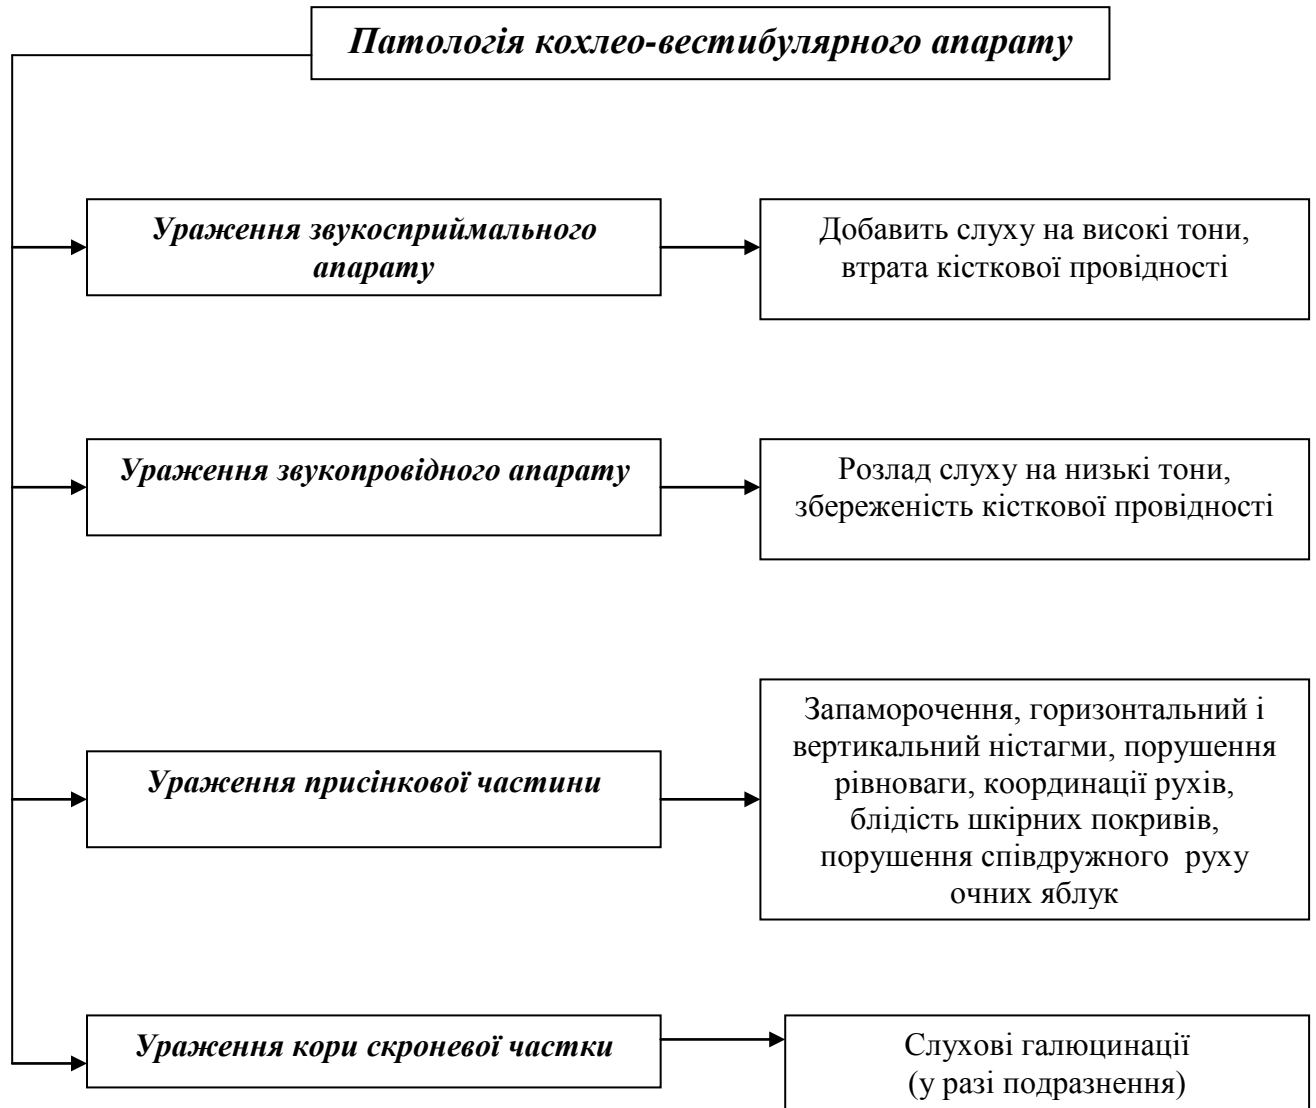 Патологія кохлео-вестибулярного апарату
Ураження звукосприймального
апарату
Добавить слуху на високі тони,
втрата кісткової провідності
Ураження звукопровідного апарату
Розлад слуху на низькі тони,
збереженість кісткової провідності
Ураження присінкової частини
Запаморочення, горизонтальний і
вертикальний ністагми, порушення
рівноваги, координації рухів,
блідість шкірних покривів,
порушення співдружного руху
очних яблук
Ураження кори скроневої частки
Слухові галюцинації
(у разі подразнення)